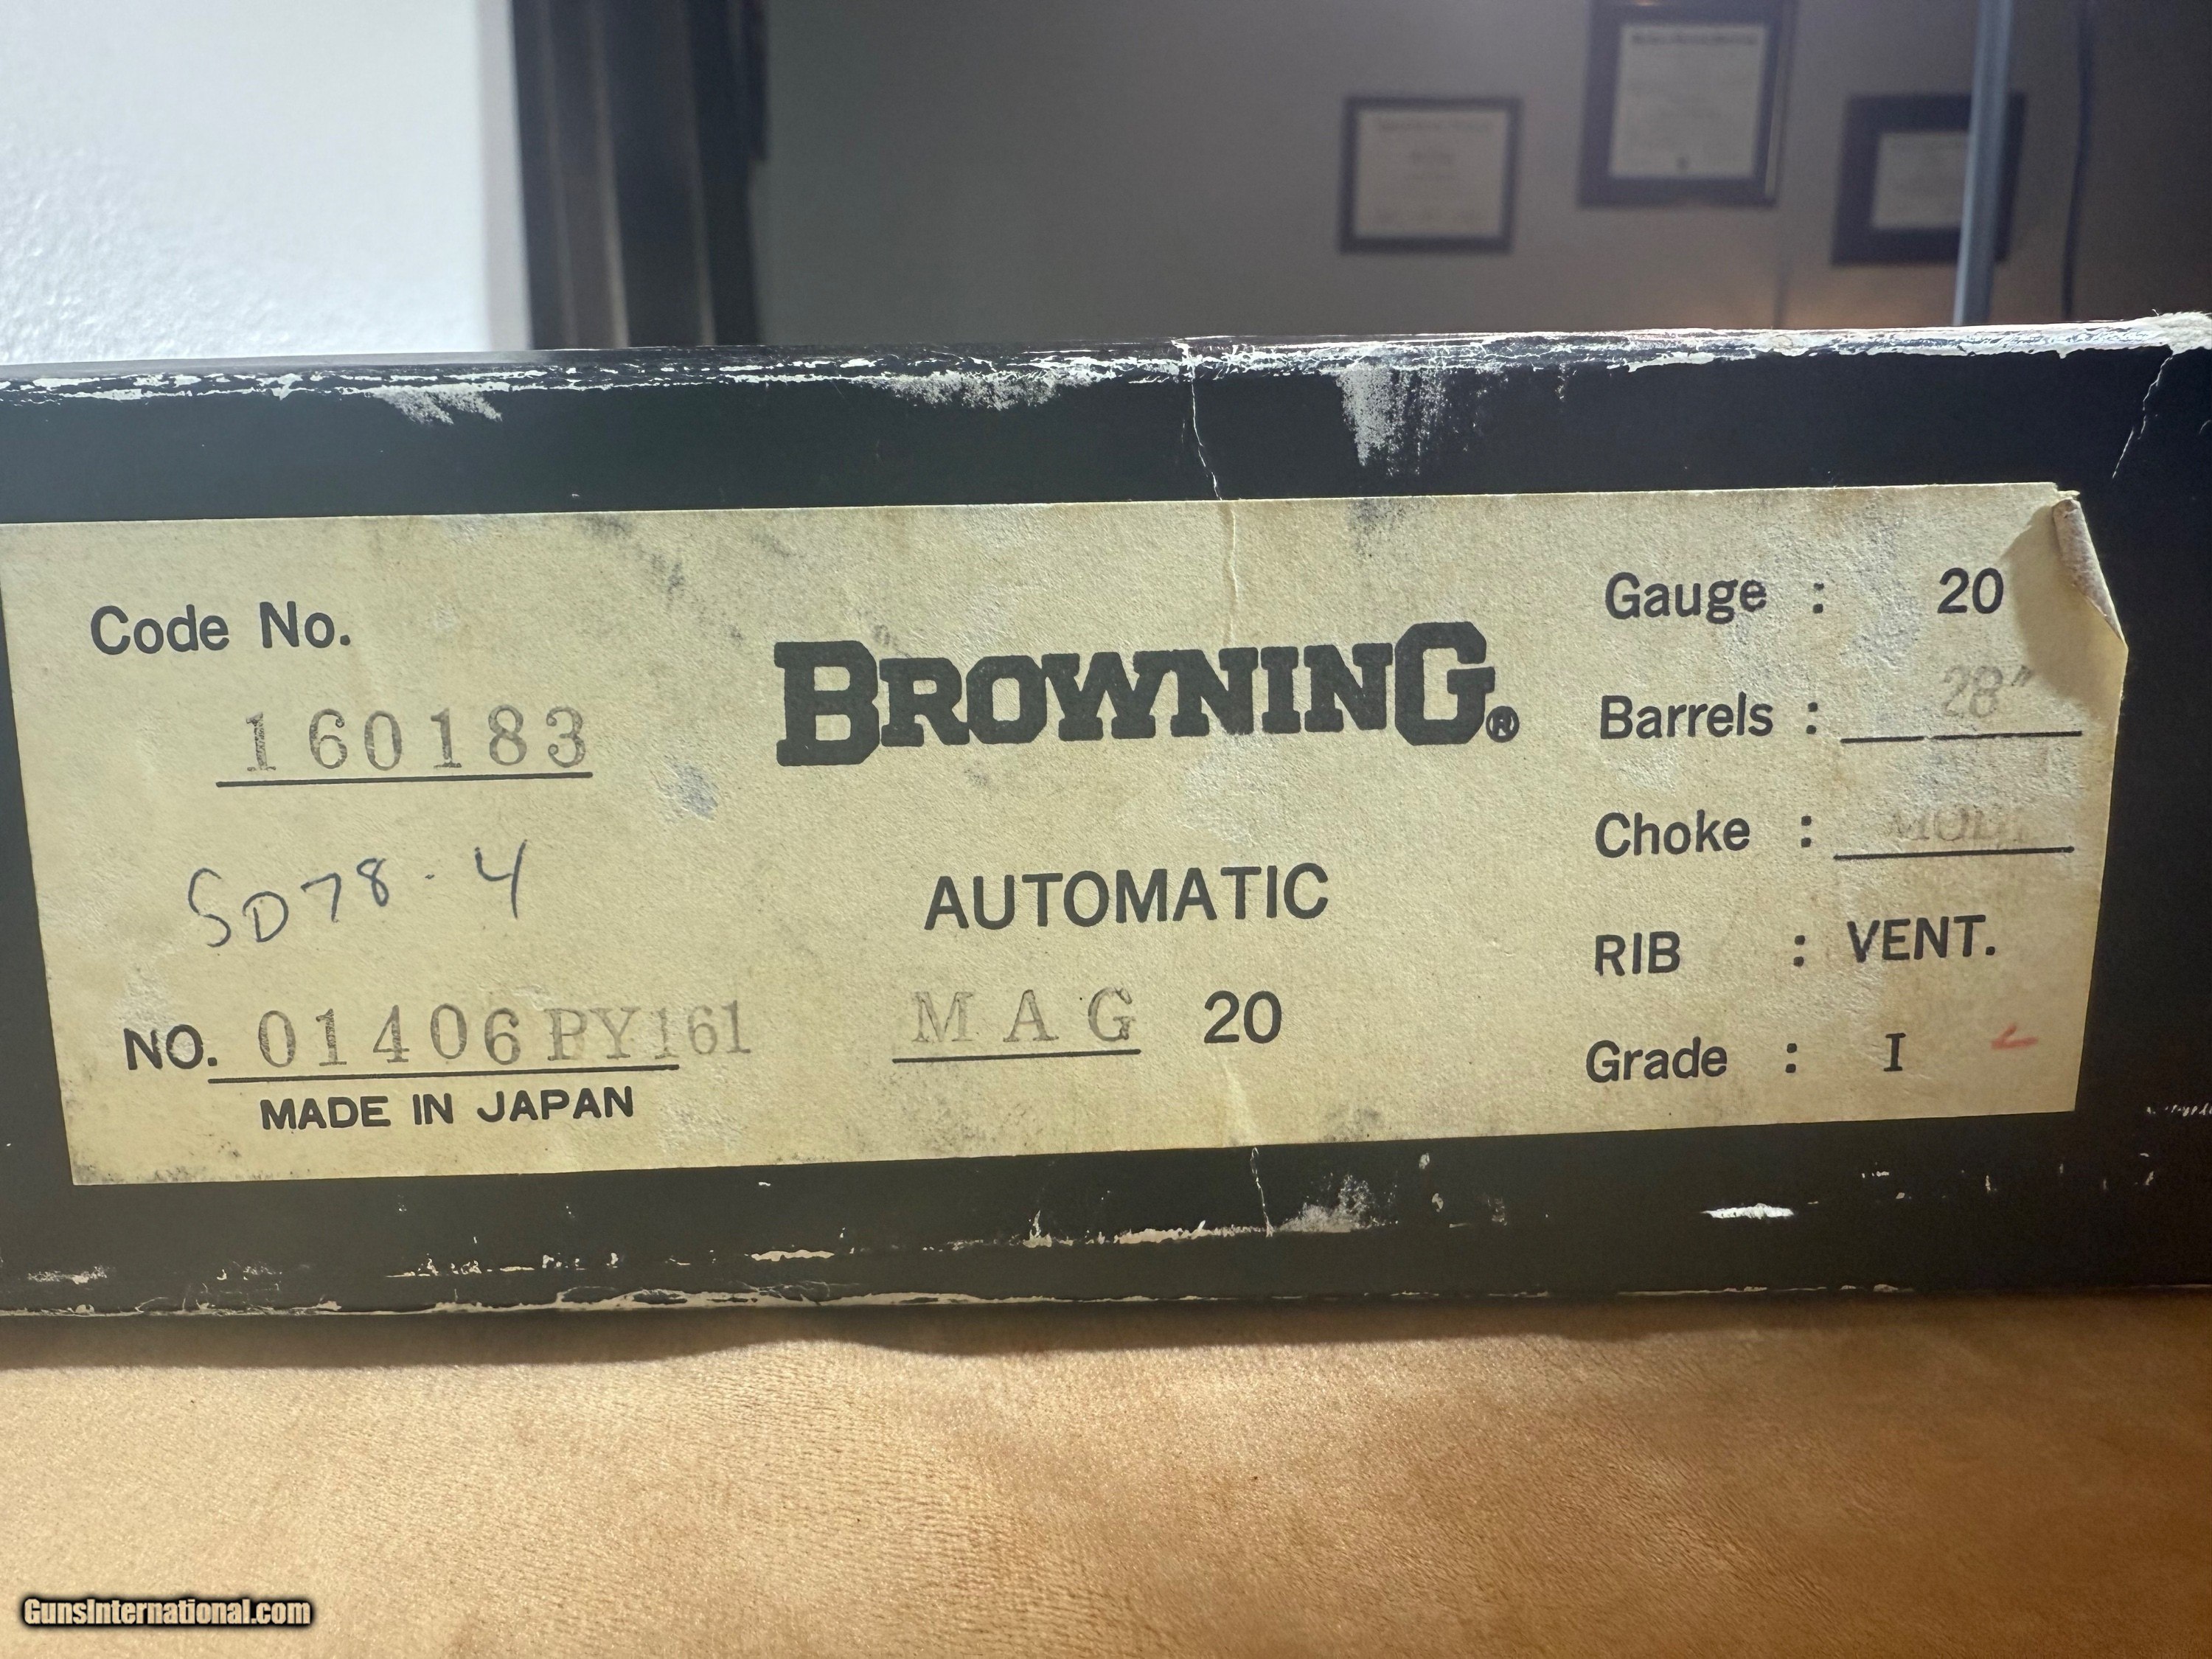 Code No.
160183
SD78-4
NO. 01406PY161
MADE IN JAPAN
BROWNING®
AUTOMATIC
MAG 20
Gauge : 20
Barrels : 28"
Choke :
RIB : VENT.
Grade : I
GunsInternational.com